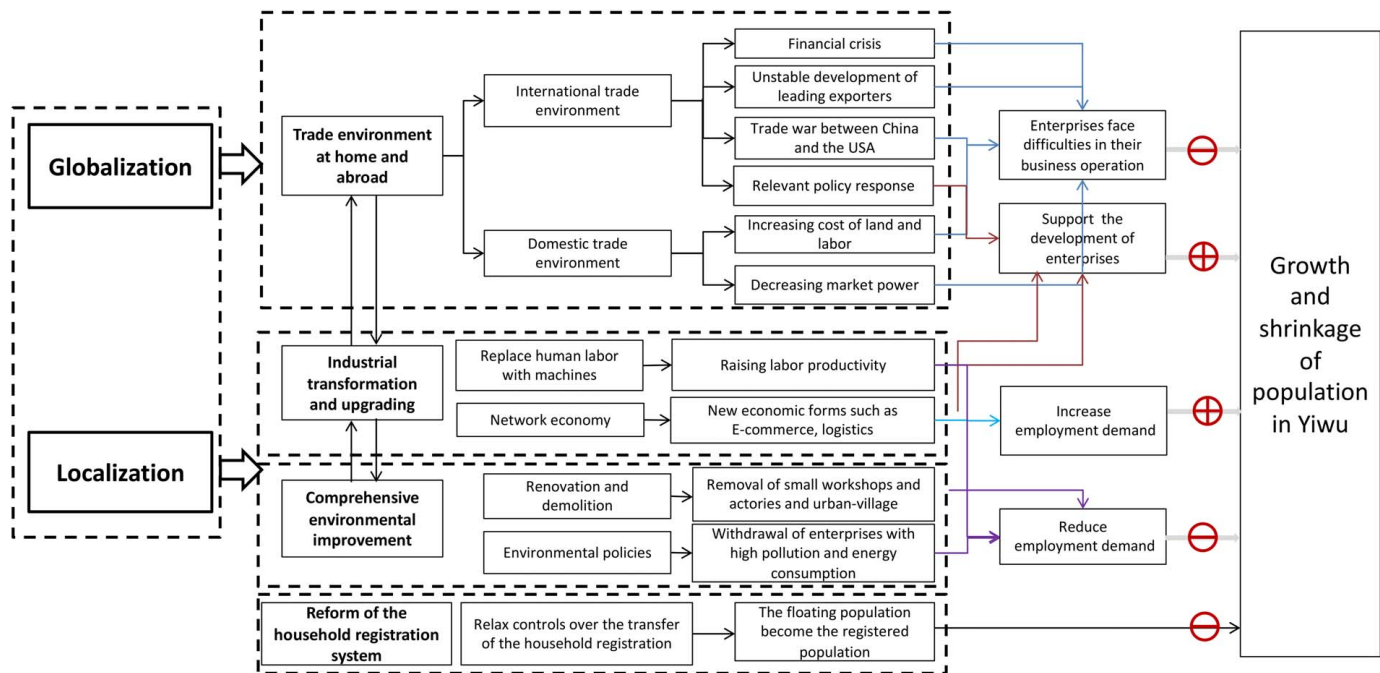 Globalization
Localization
Trade environment
at home and
abroad
International trade
environment
Domestic trade
environment
Financial crisis
Unstable development of
leading exporters
Trade war between China
and the USA
Relevant policy response
Increasing cost of land and
labor
Decreasing market power
Enterprises face
difficulties in their
business operation
Support the
development of
enterprises
Industrial
transformation
and upgrading
Replace human labor
with machines
Raising labor productivity
Network economy
New economic forms such as
E-commerce, logistics
Increase
employment demand
Comprehensive
environmental
improvement
Renovation and
demolition
Removal of small workshops and
actories and urban-village
Environmental policies
Withdrawal of enterprises with
high pollution and energy
consumption
Reduce
employment demand
Reform of the
household registration
system
Relax controls over the transfer
of the household registration
The floating population
become the registered
population
Growth
and
shrinkage
of
population
in Yiwu